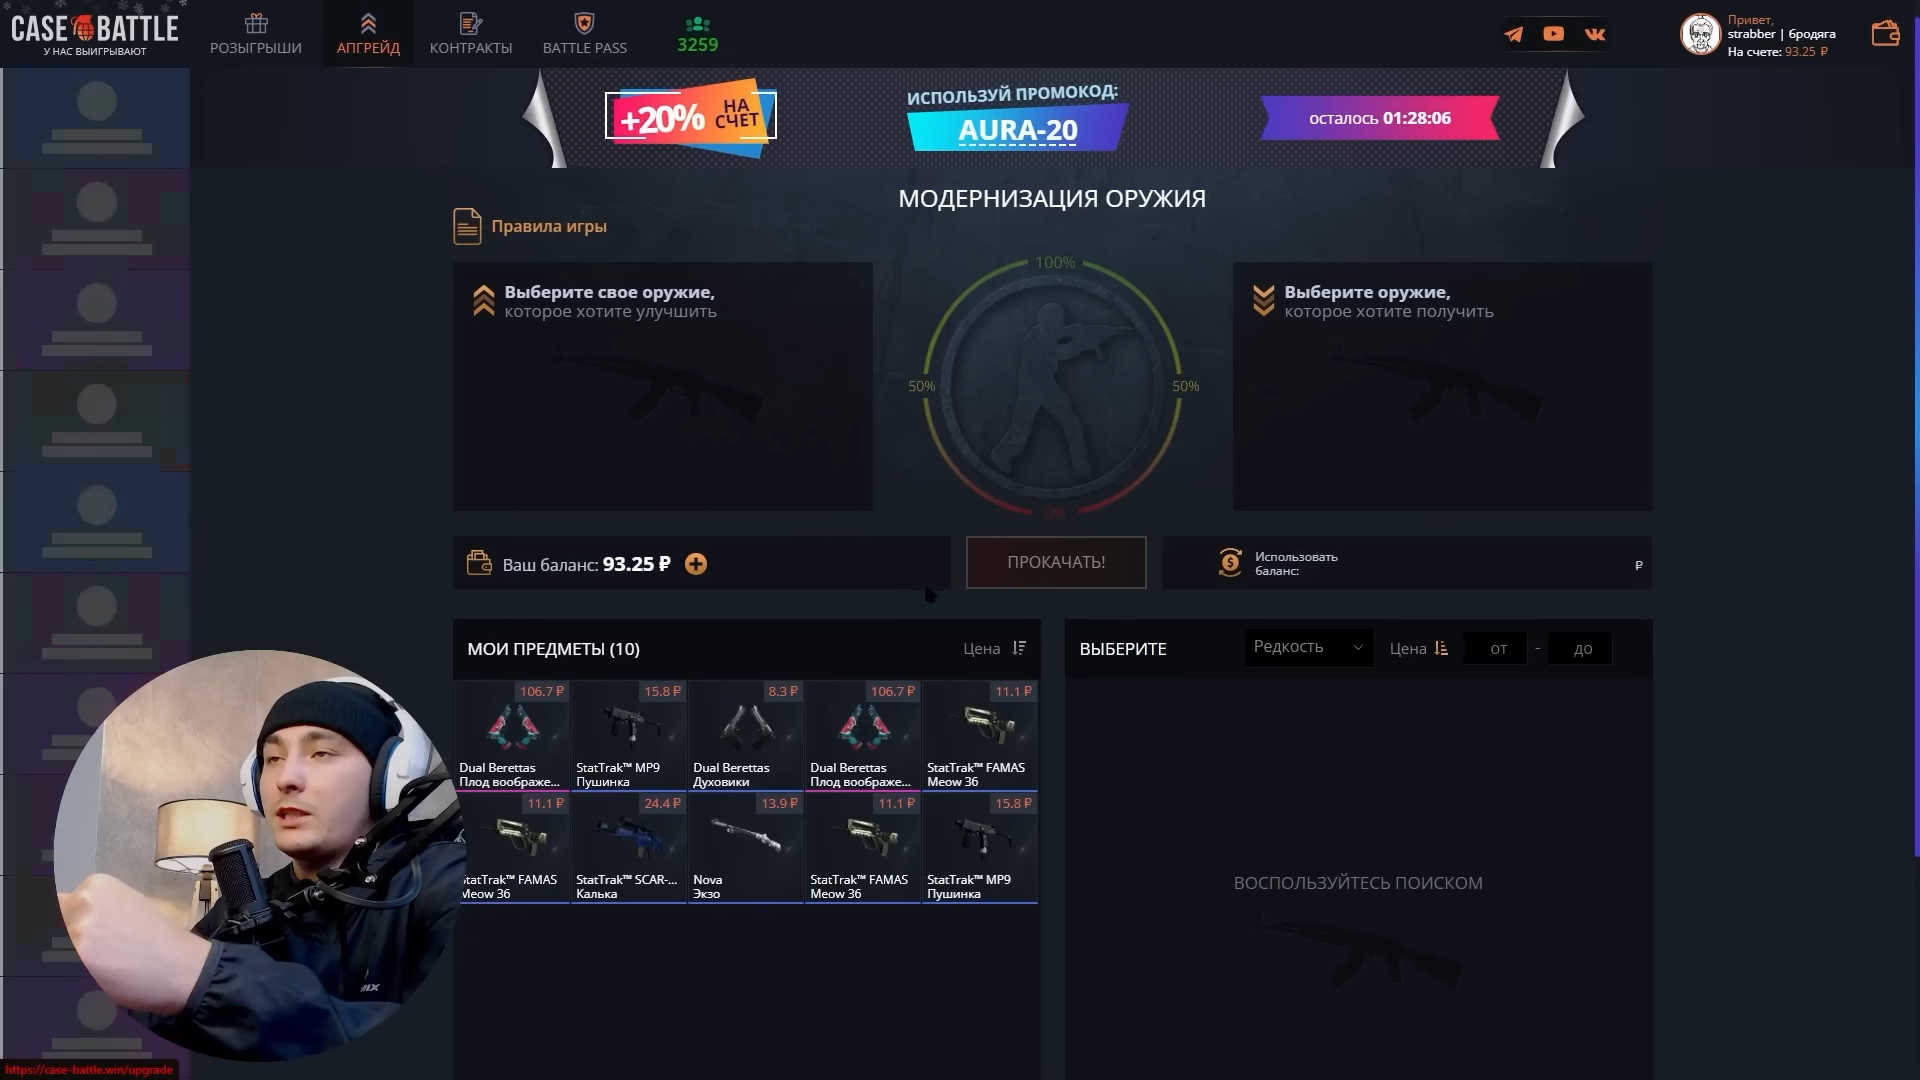 CASE BATTLE
У НАС ВЫИГРЫВАЮТ
РОЗЫГРЫШИ
АПГРЕЙД
КОНТРАКТЫ
BATTLE PASS
3259
Привет,
strabber | бродяга
На счете: 93.25 ₽
+20% НА СЧЕТ
ИСПОЛЬЗУЙ ПРОМОКОД:
AURA-20
осталось 01:28:06
МОДЕРНИЗАЦИЯ ОРУЖИЯ
Правила игры
Выберите свое оружие,
которое хотите улучшить
100%
50%
50%
0%
Выберите оружие,
которое хотите получить
Ваш баланс: 93.25 ₽
ПРОКАЧАТЬ!
Использовать
баланс:
₽
МОИ ПРЕДМЕТЫ (10)
Цена
ВЫБЕРИТЕ
Редкость
Цена
от - до
106.7 ₽
15.8 ₽
8.3 ₽
106.7 ₽
11.1 ₽
Dual Berettas
Плод воображе...
StatTrak™ MP9
Пушинка
Dual Berettas
Духовики
Dual Berettas
Плод воображе...
StatTrak™ FAMAS
Meow 36
11.1 ₽
24.4 ₽
13.9 ₽
11.1 ₽
15.8 ₽
StatTrak™ FAMAS
Meow 36
StatTrak™ SCAR-...
Калька
Nova
Экзо
StatTrak™ FAMAS
Meow 36
StatTrak™ MP9
Пушинка
ВОСПОЛЬЗУЙТЕСЬ ПОИСКОМ
https://case-battle.win/upgrade